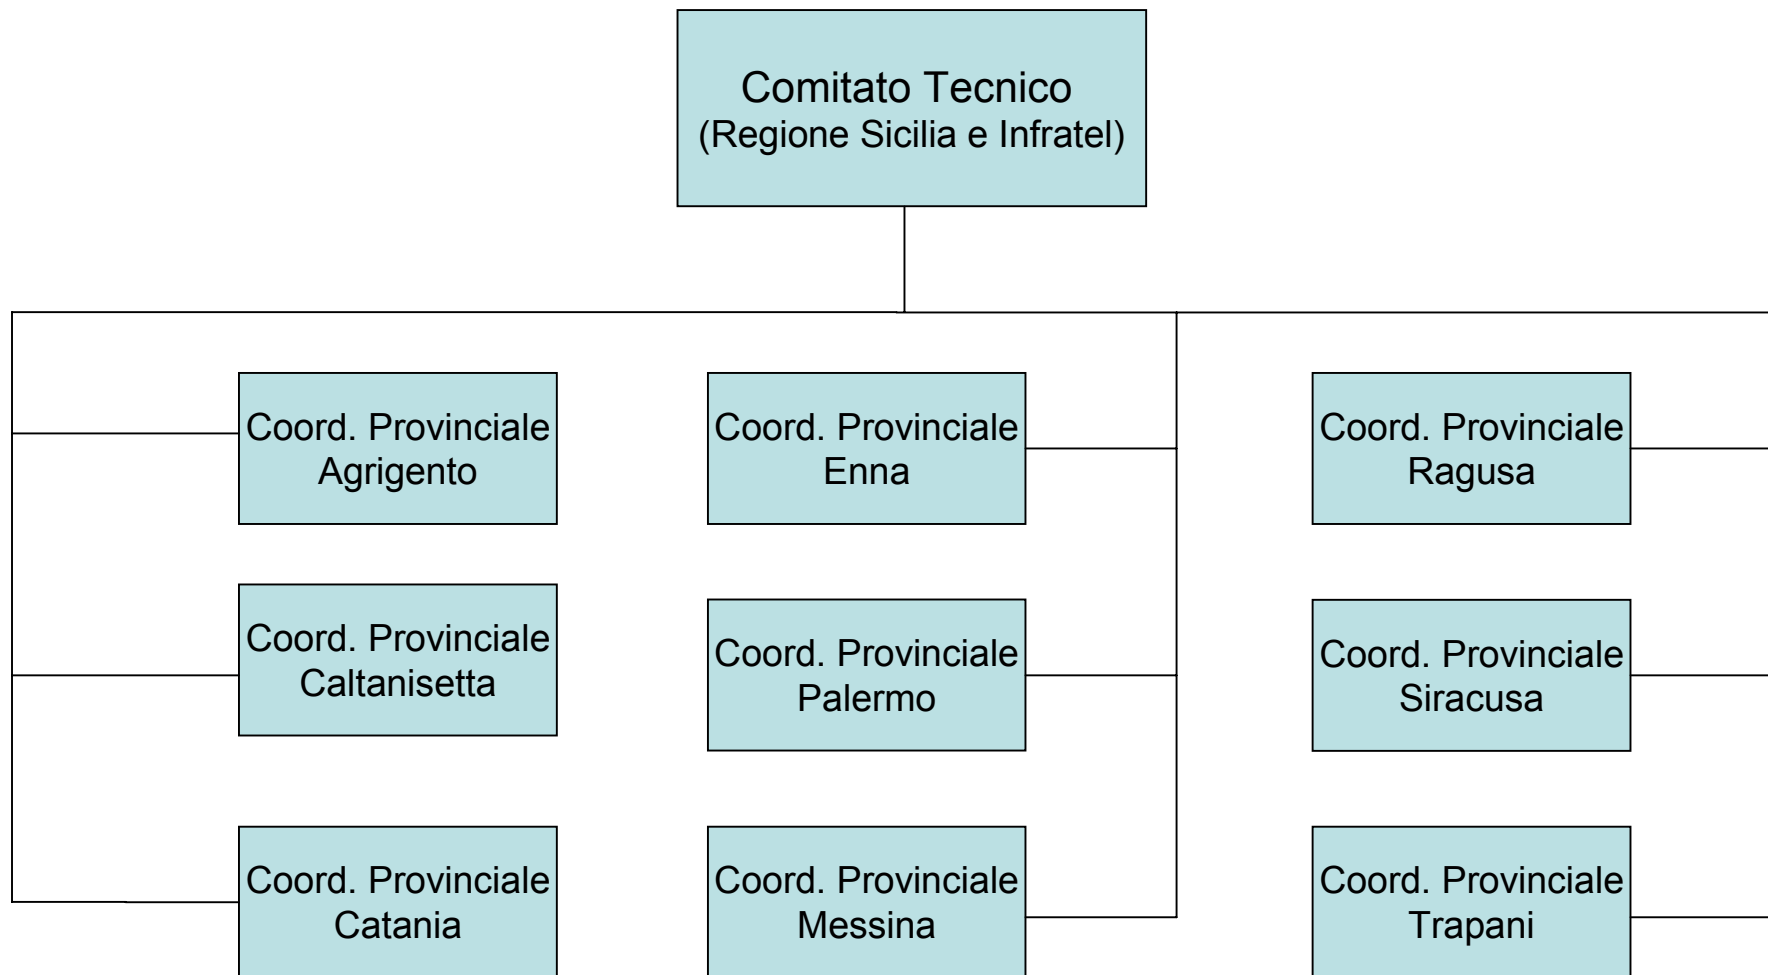 Comitato Tecnico
(Regione Sicilia e Infratel)
Coord. Provinciale
Agrigento
Coord. Provinciale
Enna
Coord. Provinciale
Ragusa
Coord. Provinciale
Caltanisetta
Coord. Provinciale
Palermo
Coord. Provinciale
Siracusa
Coord. Provinciale
Catania
Coord. Provinciale
Messina
Coord. Provinciale
Trapani